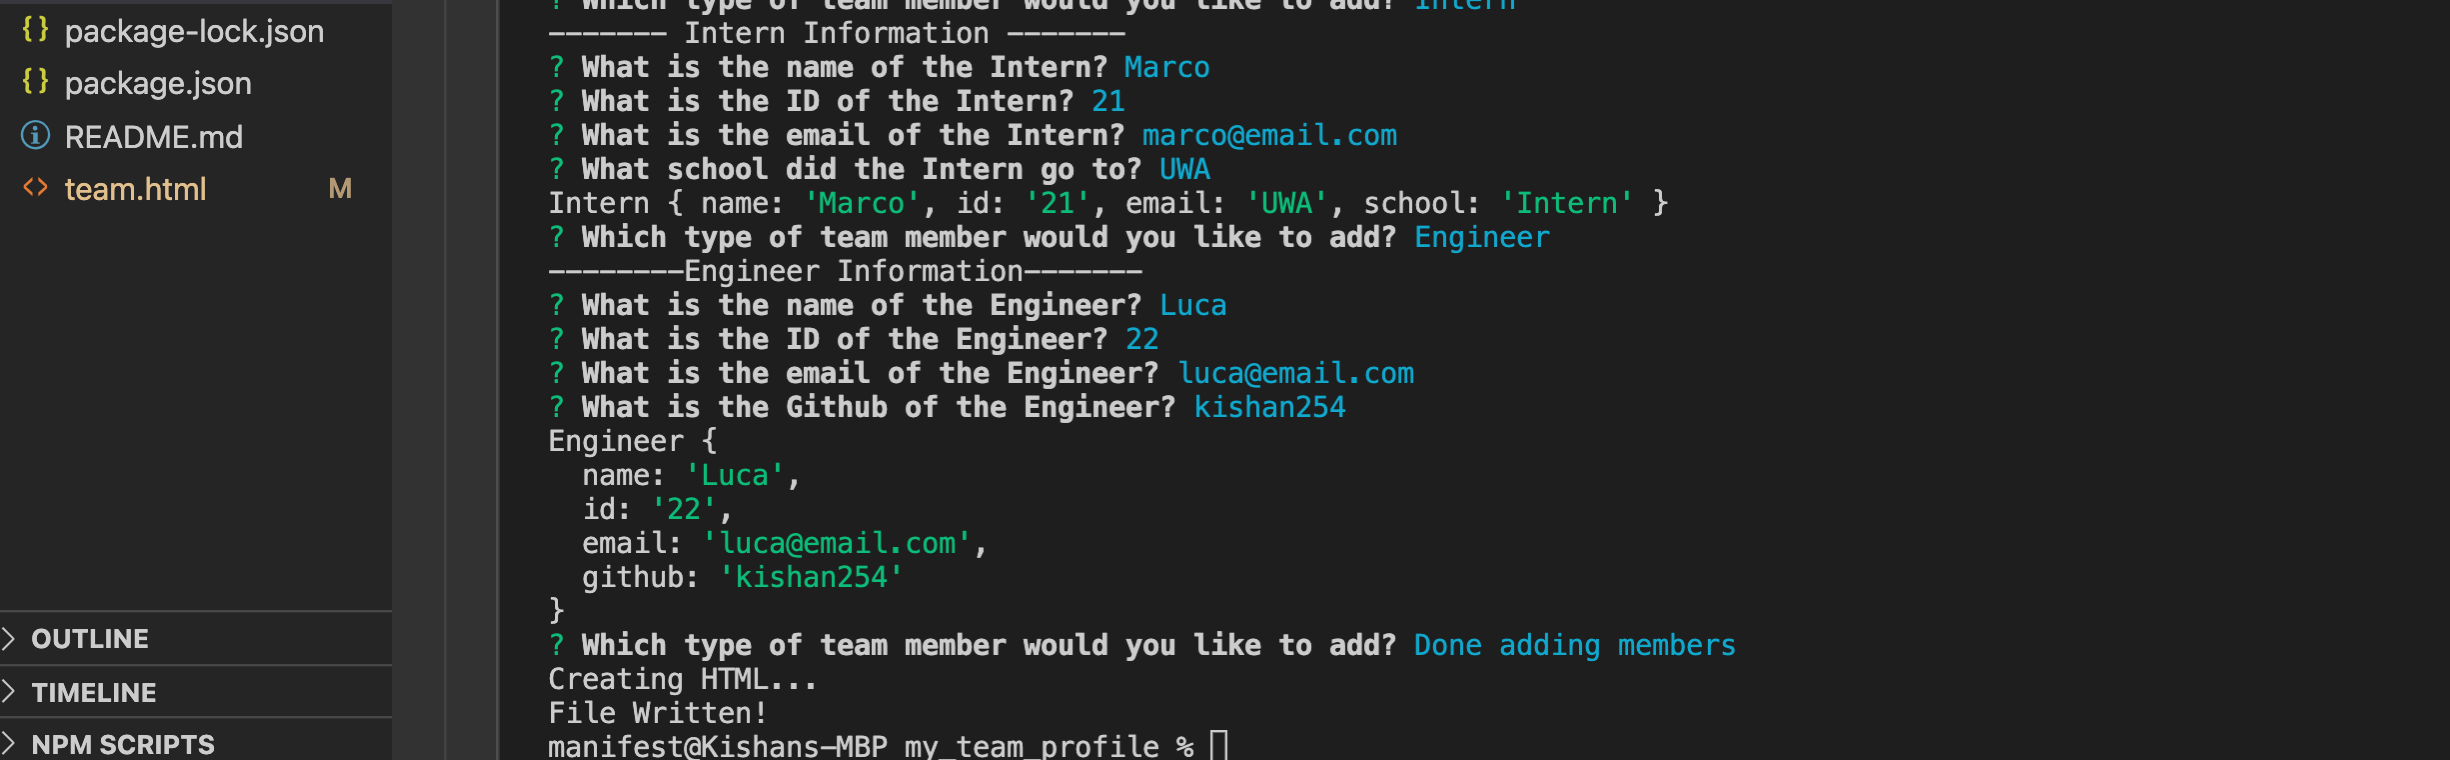 package-lock.json
package.json
README.md
team.html M
OUTLINE
TIMELINE
NPM SCRIPTS
? Which type of team member would you like to add? Intern
------- Intern Information -------
? What is the name of the Intern? Marco
? What is the ID of the Intern? 21
? What is the email of the Intern? marco@email.com
? What school did the Intern go to? UWA
Intern { name: 'Marco', id: '21', email: 'UWA', school: 'Intern' }
? Which type of team member would you like to add? Engineer
--------Engineer Information-------
? What is the name of the Engineer? Luca
? What is the ID of the Engineer? 22
? What is the email of the Engineer? luca@email.com
? What is the Github of the Engineer? kishan254
Engineer {
  name: 'Luca',
  id: '22',
  email: 'luca@email.com',
  github: 'kishan254'
}
? Which type of team member would you like to add? Done adding members
Creating HTML...
File Written!
manifest@Kishans-MBP my_team_profile %